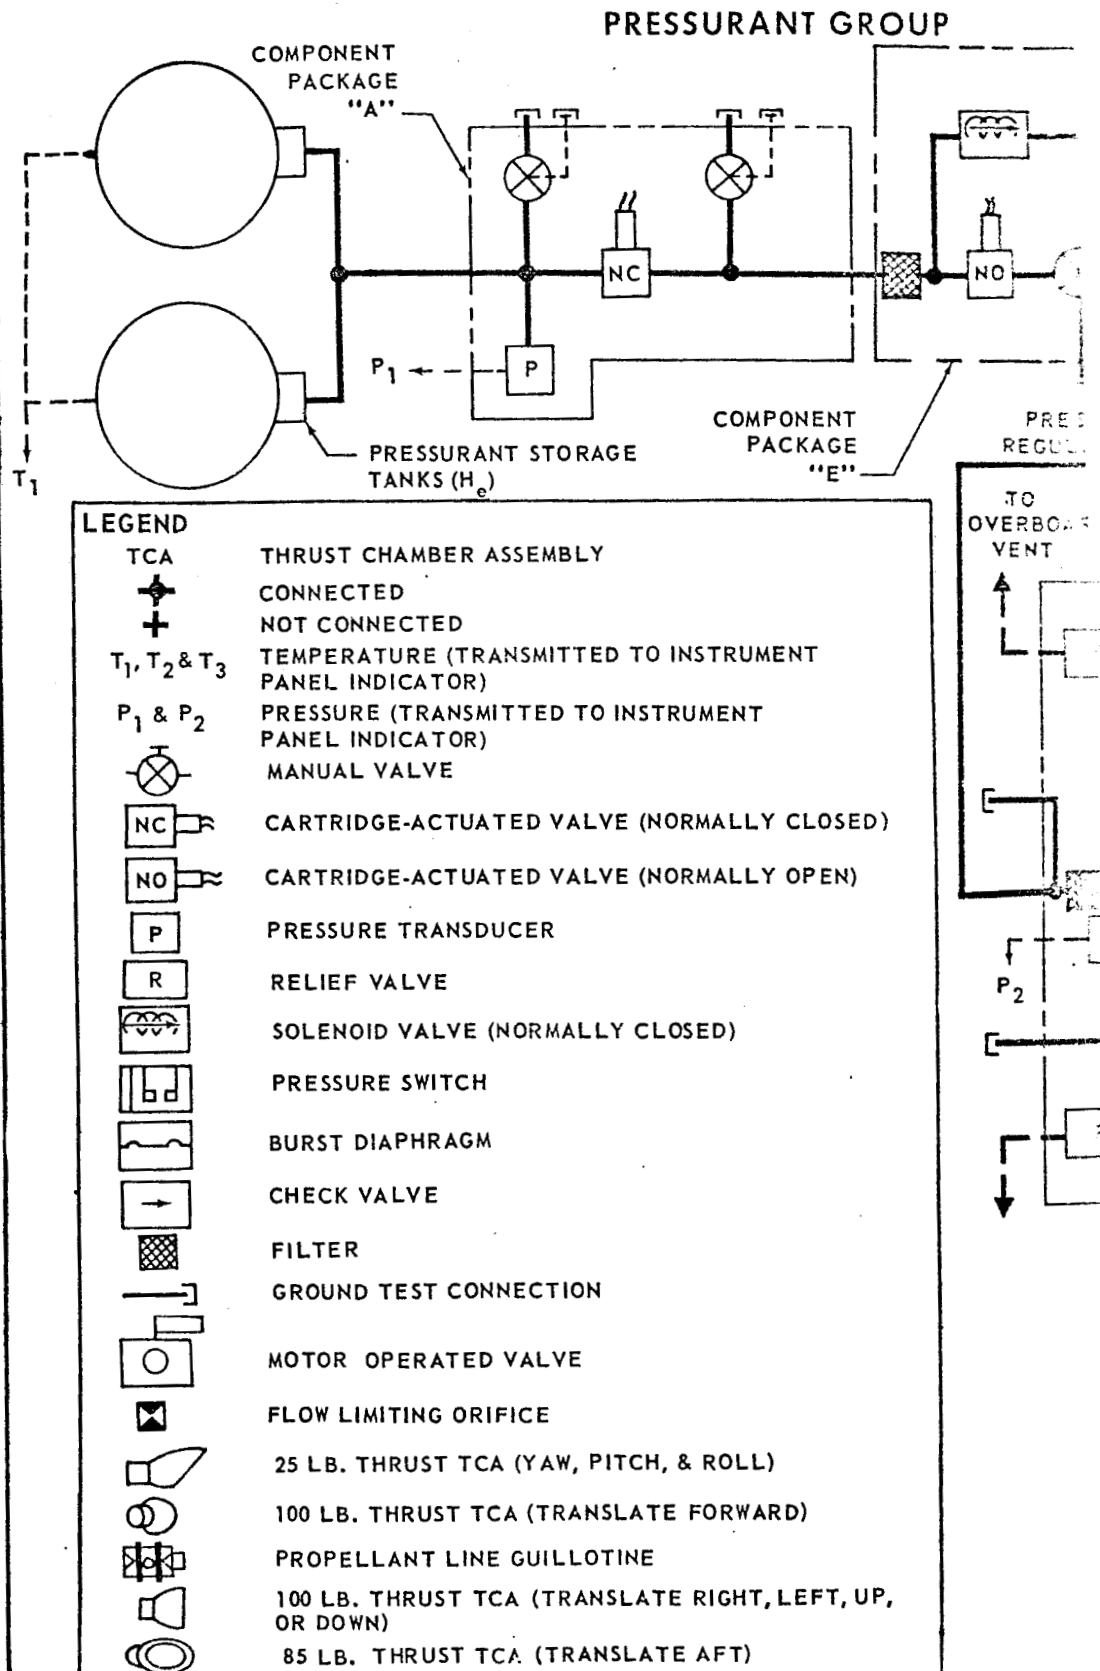 PRESSURANT GROUP
COMPONENT
PACKAGE
"A"
NC
NO
P1
P
COMPONENT
PACKAGE
"E"
T1
PRESSURANT STORAGE
TANKS (He)
TO
VENT
P2
LEGEND
TCA THRUST CHAMBER ASSEMBLY
CONNECTED
NOT CONNECTED
T1, T2 & T3 TEMPERATURE (TRANSMITTED TO INSTRUMENT
PANEL INDICATOR)
P1 & P2 PRESSURE (TRANSMITTED TO INSTRUMENT
PANEL INDICATOR)
MANUAL VALVE
NC CARTRIDGE-ACTUATED VALVE (NORMALLY CLOSED)
NO CARTRIDGE-ACTUATED VALVE (NORMALLY OPEN)
P PRESSURE TRANSDUCER
R RELIEF VALVE
SOLENOID VALVE (NORMALLY CLOSED)
PRESSURE SWITCH
BURST DIAPHRAGM
CHECK VALVE
FILTER
GROUND TEST CONNECTION
MOTOR OPERATED VALVE
FLOW LIMITING ORIFICE
25 LB. THRUST TCA (YAW, PITCH, & ROLL)
100 LB. THRUST TCA (TRANSLATE FORWARD)
PROPELLANT LINE GUILLOTINE
100 LB. THRUST TCA (TRANSLATE RIGHT, LEFT, UP,
OR DOWN)
85 LB. THRUST TCA (TRANSLATE AFT)